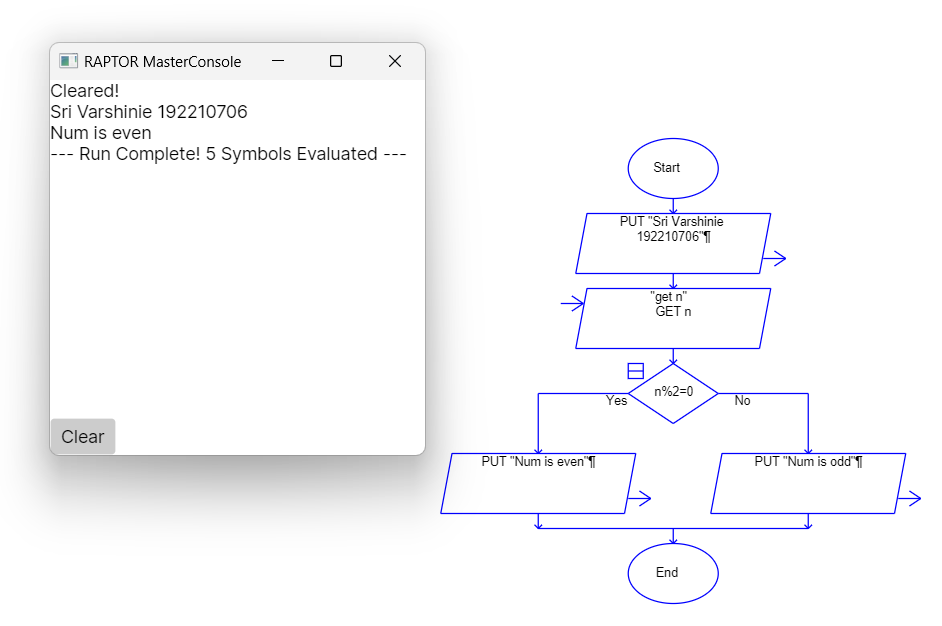 RAPTOR MasterConsole
Cleared!
Sri Varshinie 192210706
Num is even
--- Run Complete! 5 Symbols Evaluated ---
Clear
Start
PUT "Sri Varshinie
192210706"¶
"get n"
GET n
n%2=0
Yes
No
PUT "Num is even"¶
PUT "Num is odd"¶
End